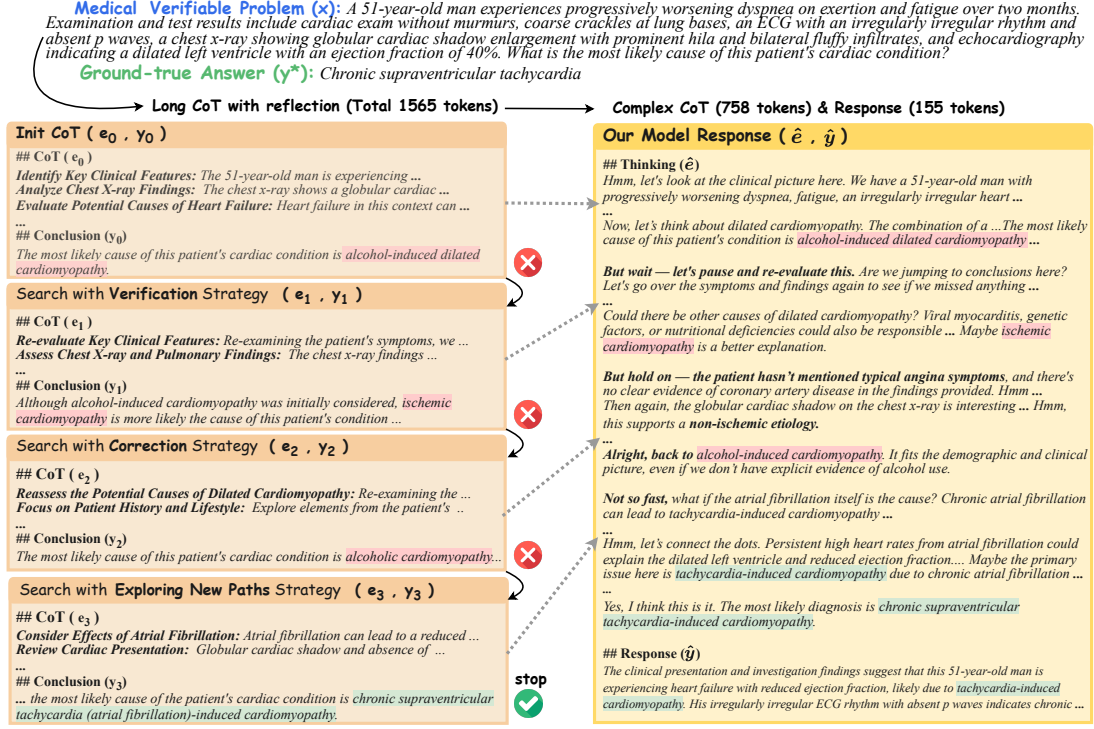 Medical Verifiable Problem (x): A 51-year-old man experiences progressively worsening dyspnea on exertion and fatigue over two months.
Examination and test results include cardiac exam without murmurs, coarse crackles at lung bases, an ECG with an irregularly irregular rhythm and
absent p waves, a chest x-ray showing globular cardiac shadow enlargement with prominent hila and bilateral fluffy infiltrates, and echocardiography
indicating a dilated left ventricle with an ejection fraction of 40%. What is the most likely cause of this patient's cardiac condition?
Ground-true Answer (y*): Chronic supraventricular tachycardia
Long CoT with reflection (Total 1565 tokens)
Init CoT ( e₀ , y₀ )
## CoT ( e₀ )
Identify Key Clinical Features: The 51-year-old man is experiencing ...
Analyze Chest X-ray Findings: The chest x-ray shows a globular cardiac ...
Evaluate Potential Causes of Heart Failure: Heart failure in this context can ...
...
## Conclusion (y₀)
The most likely cause of this patient's cardiac condition is alcohol-induced dilated
cardiomyopathy.
Search with Verification Strategy ( e₁ , y₁ )
## CoT ( e₁ )
Re-evaluate Key Clinical Features: Re-examining the patient's symptoms, we ...
Assess Chest X-ray and Pulmonary Findings: The chest x-ray findings ...
...
## Conclusion (y₁)
Although alcohol-induced cardiomyopathy was initially considered, ischemic
cardiomyopathy is more likely the cause of this patient's condition ...
Search with Correction Strategy ( e₂ , y₂ )
## CoT ( e₂ )
Reassess the Potential Causes of Dilated Cardiomyopathy: Re-examining the ...
Focus on Patient History and Lifestyle: Explore elements from the patient's ..
...
## Conclusion (y₂)
The most likely cause of this patient's cardiac condition is alcoholic cardiomyopathy...
Search with Exploring New Paths Strategy ( e₃ , y₃ )
## CoT ( e₃ )
Consider Effects of Atrial Fibrillation: Atrial fibrillation can lead to a reduced ...
Review Cardiac Presentation: Globular cardiac shadow and absence of ...
...
## Conclusion (y₃)
... the most likely cause of the patient's cardiac condition is chronic supraventricular
tachycardia (atrial fibrillation)-induced cardiomyopathy.
stop
Complex CoT (758 tokens) & Response (155 tokens)
Our Model Response ( ê , ŷ )
## Thinking (ê)
Hmm, let's look at the clinical picture here. We have a 51-year-old man with
progressively worsening dyspnea, fatigue, an irregularly irregular heart ...
...
Now, let's think about dilated cardiomyopathy. The combination of a ...The most likely
cause of this patient's condition is alcohol-induced dilated cardiomyopathy ...
But wait — let's pause and re-evaluate this. Are we jumping to conclusions here?
Let's go over the symptoms and findings again to see if we missed anything ...
...
Could there be other causes of dilated cardiomyopathy? Viral myocarditis, genetic
factors, or nutritional deficiencies could also be responsible ... Maybe ischemic
cardiomyopathy is a better explanation.
But hold on — the patient hasn't mentioned typical angina symptoms, and there's
no clear evidence of coronary artery disease in the findings provided. Hmm ...
Then again, the globular cardiac shadow on the chest x-ray is interesting ... Hmm,
this supports a non-ischemic etiology.
...
Alright, back to alcohol-induced cardiomyopathy. It fits the demographic and clinical
picture, even if we don't have explicit evidence of alcohol use.
Not so fast, what if the atrial fibrillation itself is the cause? Chronic atrial fibrillation
can lead to tachycardia-induced cardiomyopathy ...
...
Hmm, let's connect the dots. Persistent high heart rates from atrial fibrillation could
explain the dilated left ventricle and reduced ejection fraction.... Maybe the primary
issue here is tachycardia-induced cardiomyopathy due to chronic atrial fibrillation ...
...
Yes, I think this is it. The most likely diagnosis is chronic supraventricular
tachycardia-induced cardiomyopathy.
## Response (ŷ)
The clinical presentation and investigation findings suggest that this 51-year-old man is
experiencing heart failure with reduced ejection fraction, likely due to tachycardia-induced
cardiomyopathy. His irregularly irregular ECG rhythm with absent p waves indicates chronic ...